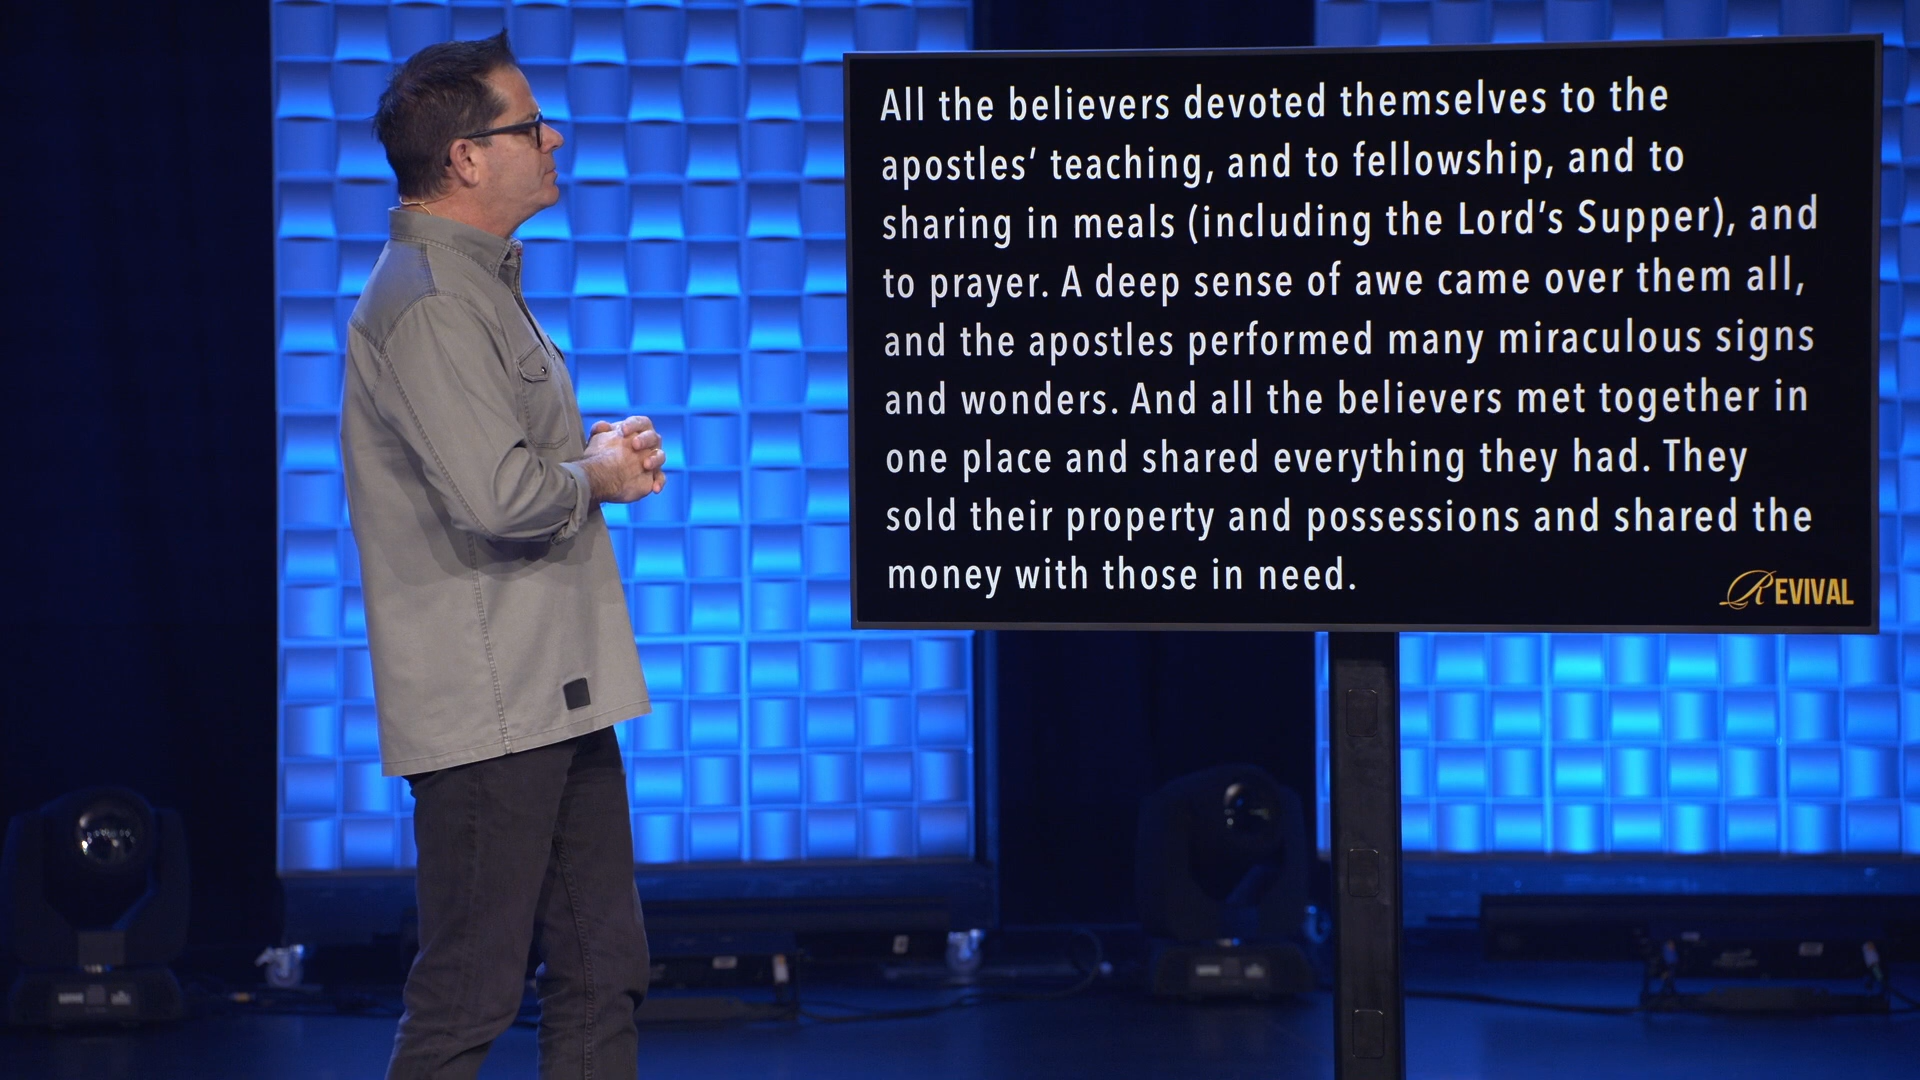 All the believers devoted themselves to the
apostles’ teaching, and to fellowship, and to
sharing in meals (including the Lord’s Supper), and
to prayer. A deep sense of awe came over them all,
and the apostles performed many miraculous signs
and wonders. And all the believers met together in
one place and shared everything they had. They
sold their property and possessions and shared the
money with those in need.
REVIVAL